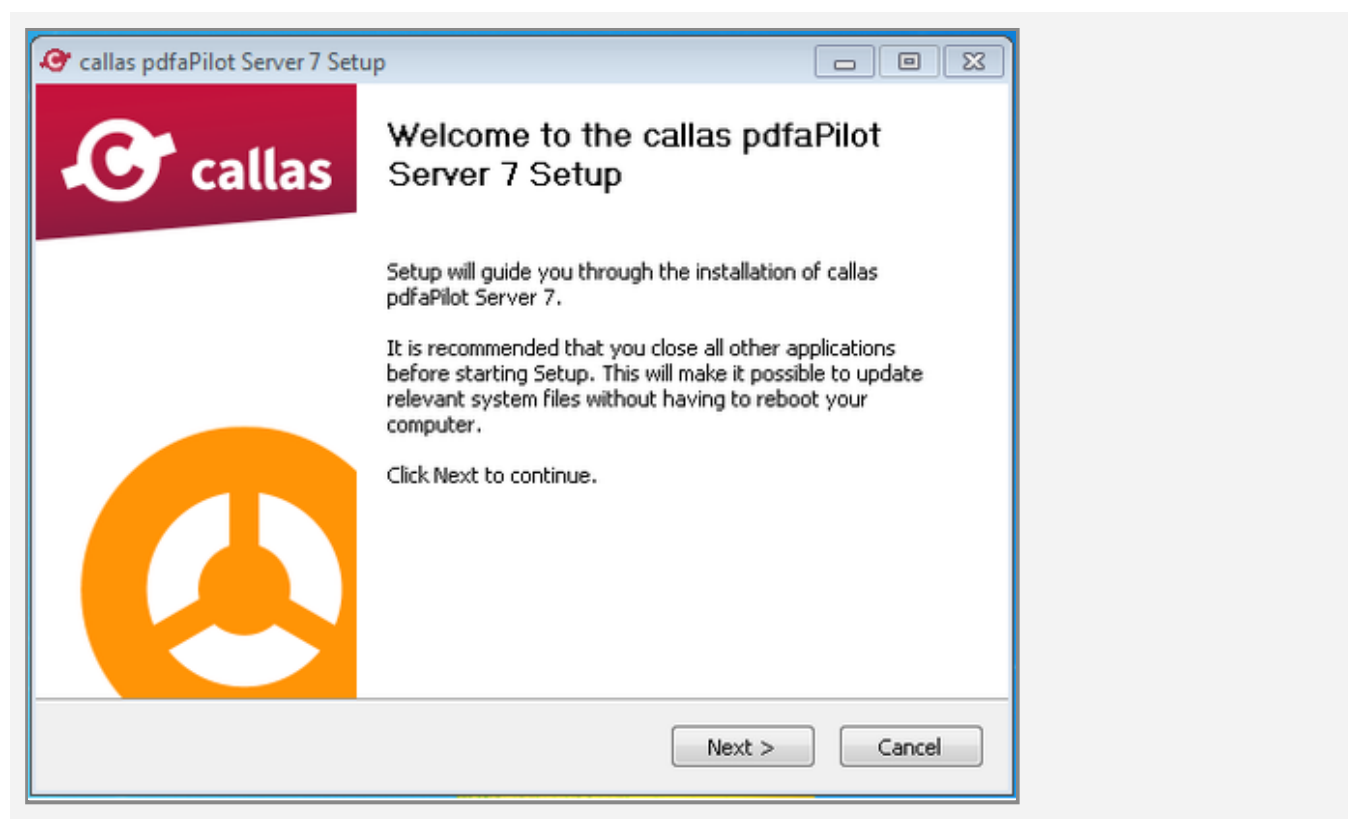 callas pdfaPilot Server 7 Setup
callas
Welcome to the callas pdfaPilot
Server 7 Setup
Setup will guide you through the installation of callas
pdfaPilot Server 7.
It is recommended that you close all other applications
before starting Setup. This will make it possible to update
relevant system files without having to reboot your
computer.
Click Next to continue.
Next >
Cancel